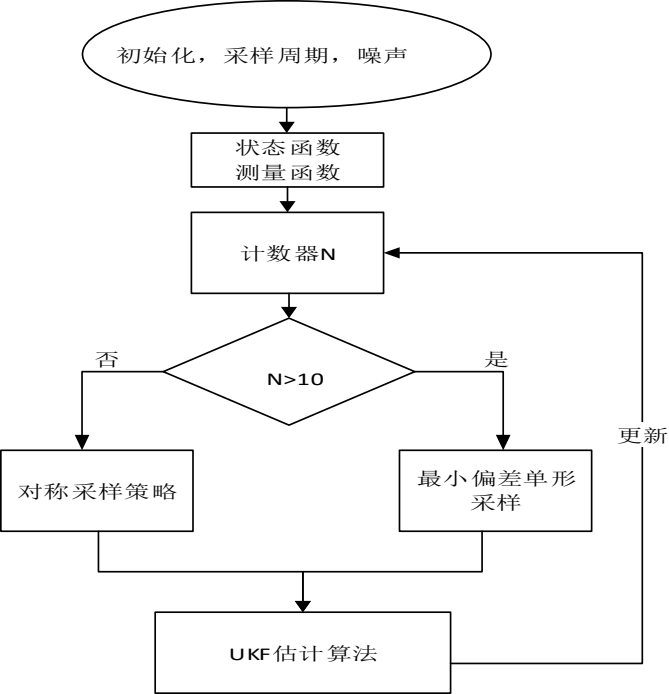 初始化，采样周期，噪声
状态函数
测量函数
计数器N
否
是
N>10
更新
对称采样策略
最小偏差单形
采样
UKF估计算法